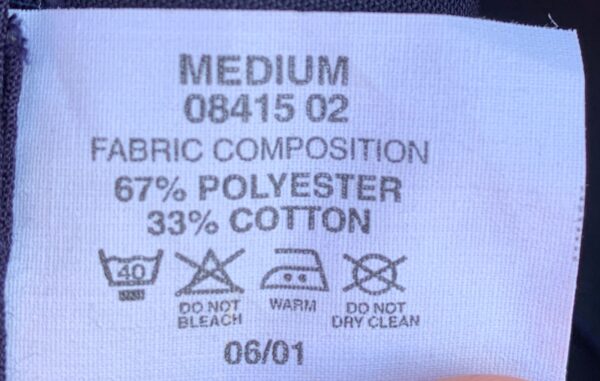 MEDIUM
08415 02
FABRIC COMPOSITION
67% POLYESTER
33% COTTON
40
DO NOT
BLEACH
WARM
DO NOT
DRY CLEAN
06/01